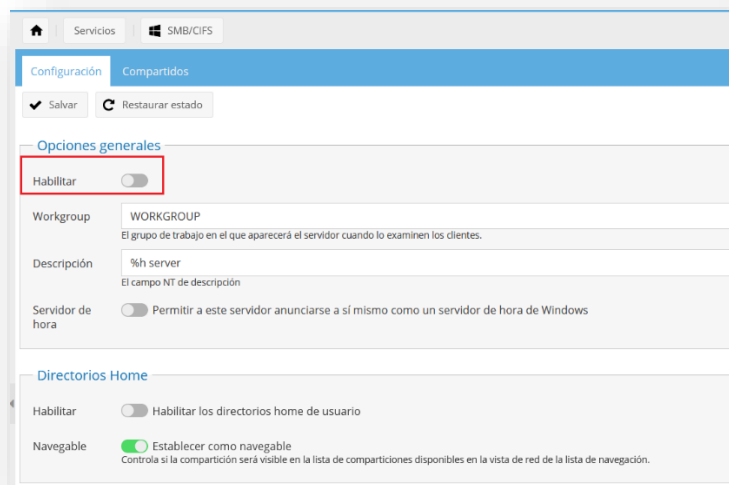 Servicios
SMB/CIFS
Configuración Compartidos
Salvar Restaurar estado
Opciones generales
Habilitar
Workgroup WORKGROUP
El grupo de trabajo en el que aparecerá el servidor cuando lo examinen los clientes.
Descripción %h server
El campo NT de descripción
Servidor de Permitir a este servidor anunciarse a sí mismo como un servidor de hora de Windows
hora
Directorios Home
Habilitar Habilitar los directorios home de usuario
Navegable Establecer como navegable
Controla si la compartición será visible en la lista de comparticiones disponibles en la vista de red de la lista de navegación.